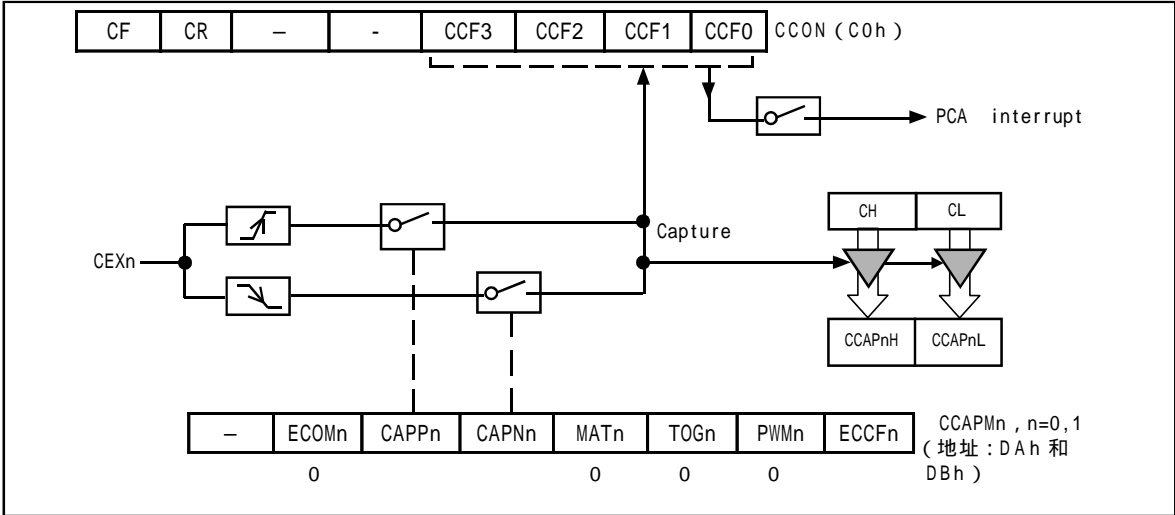 CF CR – - CCF3 CCF2 CCF1 CCF0 CCON（C0h）
PCA interrupt
CH CL
Capture
CEXn
CCAPnH CCAPnL
– ECOMn CAPPn CAPNn MATn TOGn PWMn ECCFn CCAPMn，n=0,1
（地址：DAh 和
0 0 0 0 DBh）